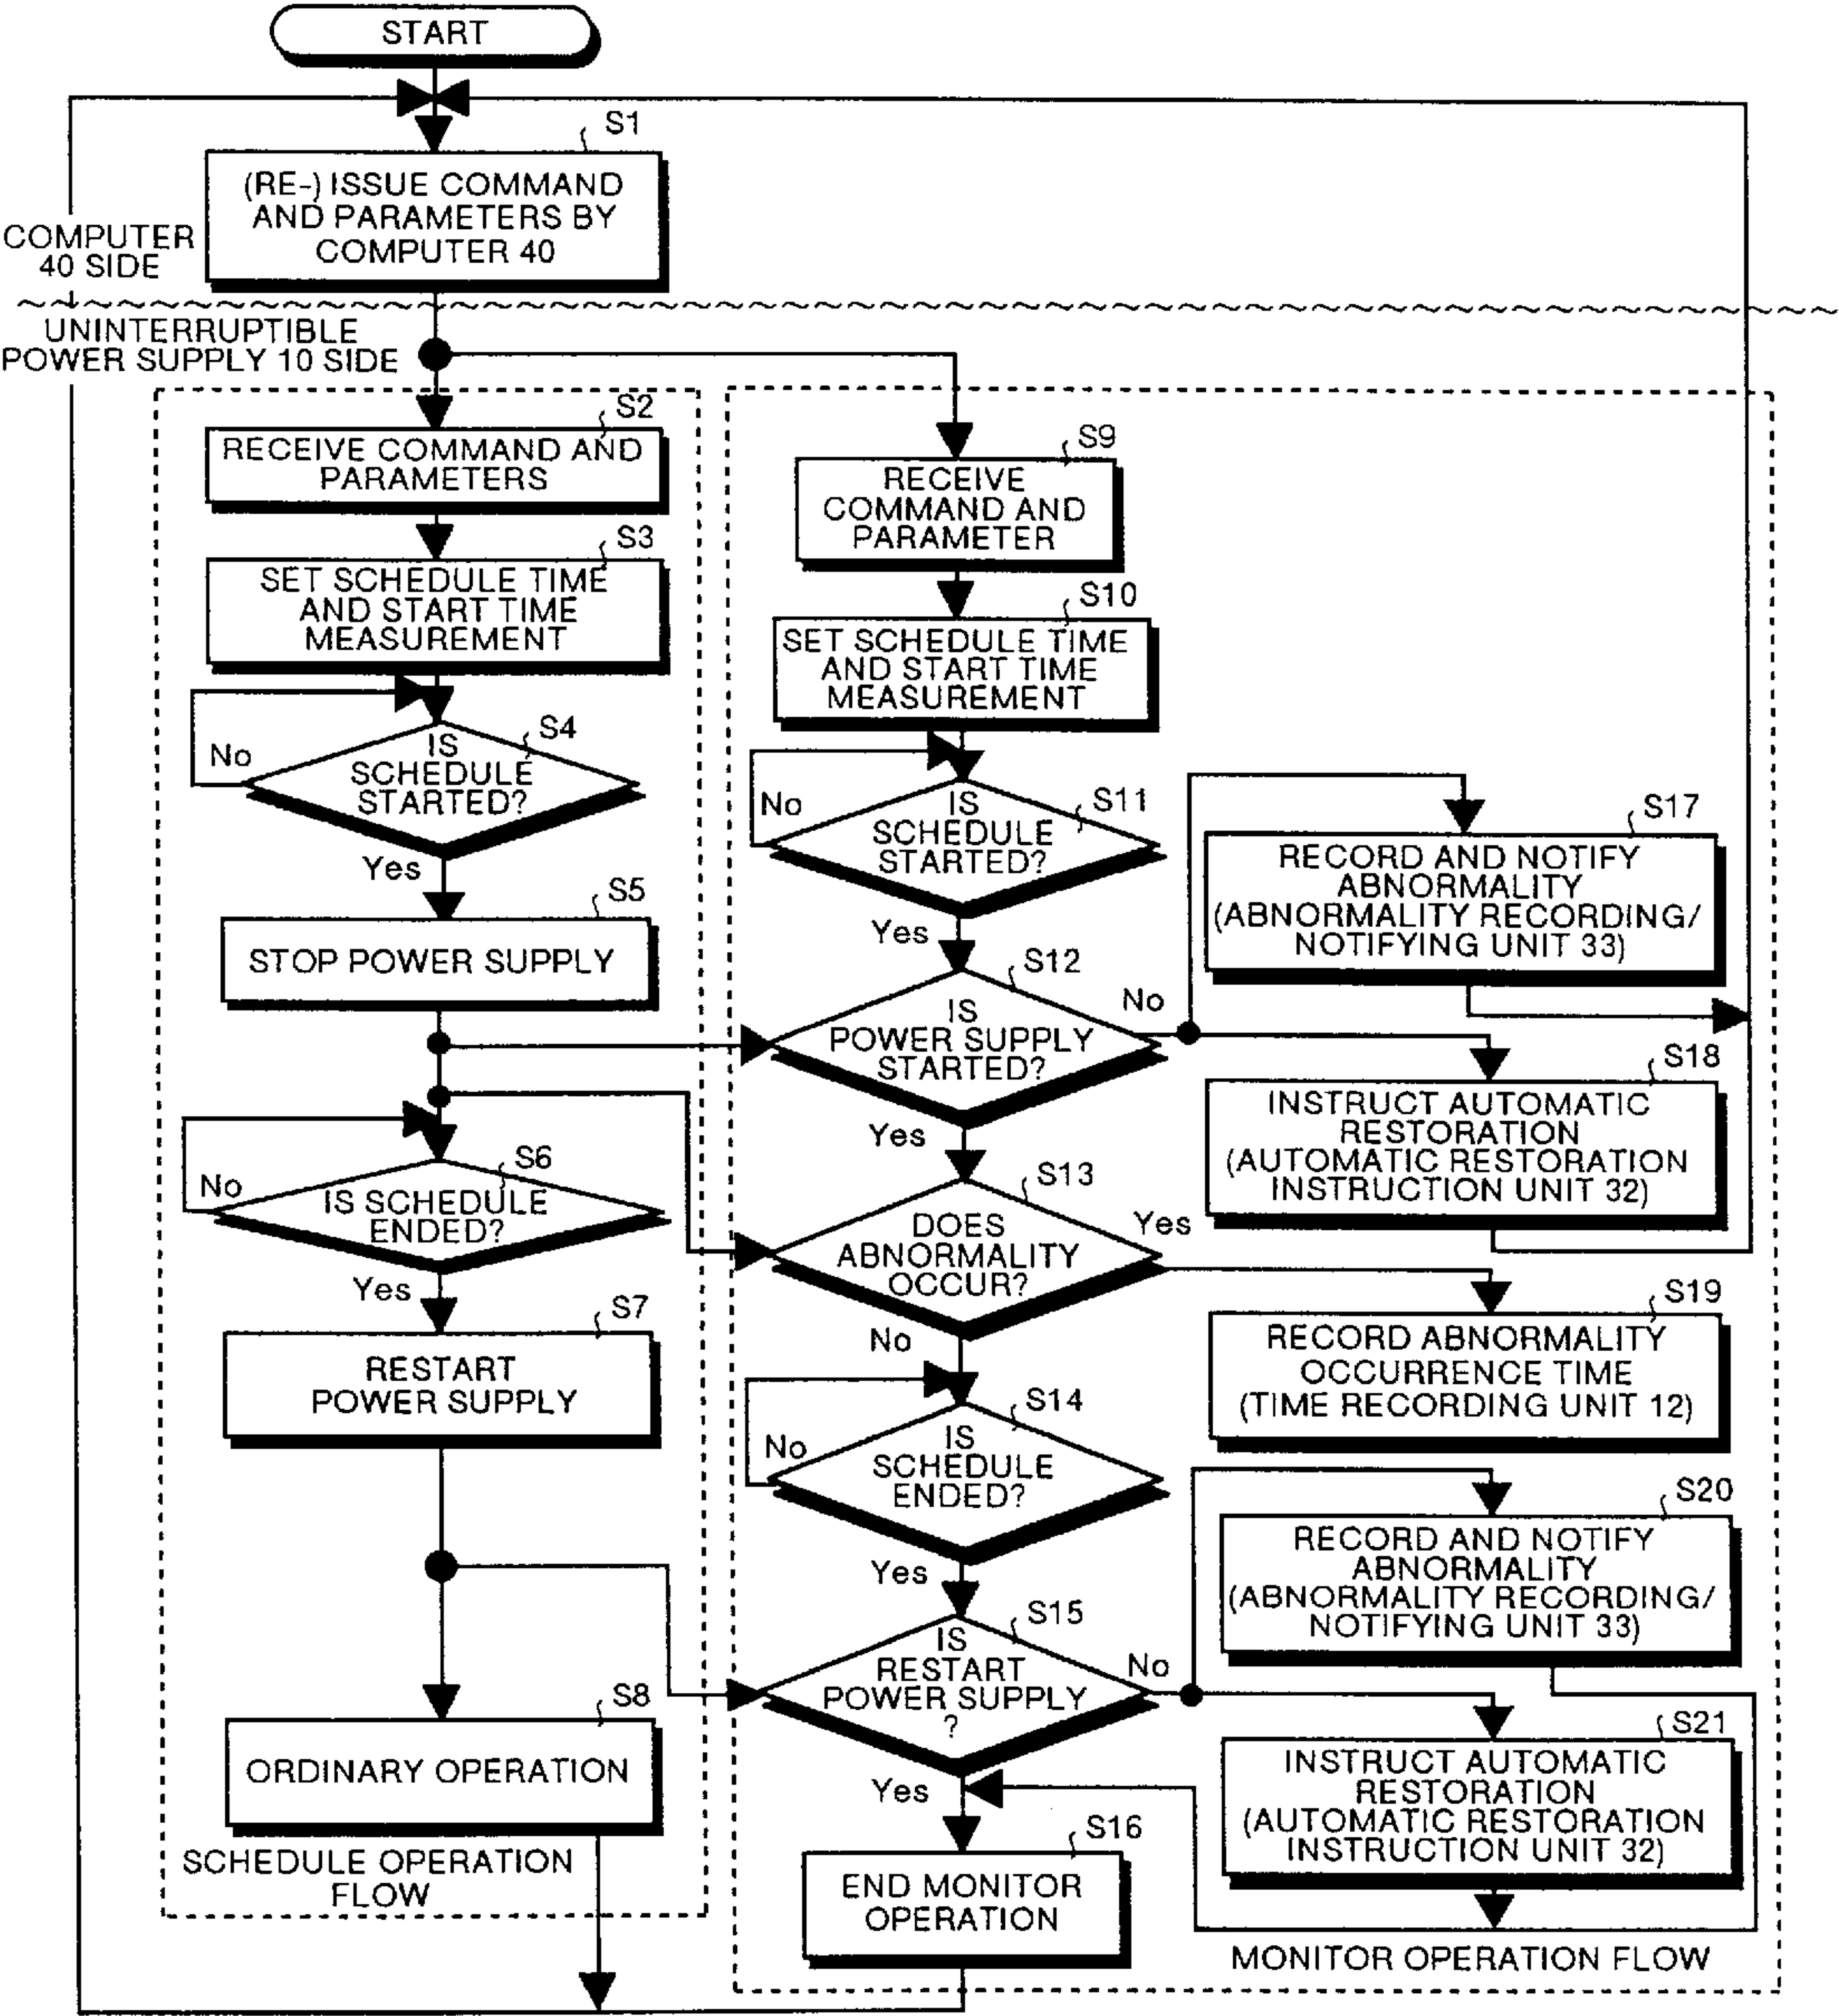 START
S1
(RE-) ISSUE COMMAND
AND PARAMETERS BY
COMPUTER 40
COMPUTER
40 SIDE
UNINTERRUPTIBLE
POWER SUPPLY 10 SIDE
S2
RECEIVE COMMAND AND
PARAMETERS
S3
SET SCHEDULE TIME
AND START TIME
MEASUREMENT
S4
No
IS
SCHEDULE
STARTED?
Yes
S5
STOP POWER SUPPLY
S6
No
IS SCHEDULE
ENDED?
Yes
S7
RESTART
POWER SUPPLY
S8
ORDINARY OPERATION
SCHEDULE OPERATION
FLOW
S9
RECEIVE
COMMAND AND
PARAMETER
S10
SET SCHEDULE TIME
AND START TIME
MEASUREMENT
S11
No
IS
SCHEDULE
STARTED?
Yes
S12
No
IS
POWER SUPPLY
STARTED?
Yes
S13
Yes
DOES
ABNORMALITY
OCCUR?
No
S14
No
IS
SCHEDULE
ENDED?
Yes
S15
No
IS
RESTART
POWER SUPPLY
?
Yes
S16
END MONITOR
OPERATION
S17
RECORD AND NOTIFY
ABNORMALITY
(ABNORMALITY RECORDING/
NOTIFYING UNIT 33)
S18
INSTRUCT AUTOMATIC
RESTORATION
(AUTOMATIC RESTORATION
INSTRUCTION UNIT 32)
S19
RECORD ABNORMALITY
OCCURRENCE TIME
(TIME RECORDING UNIT 12)
S20
RECORD AND NOTIFY
ABNORMALITY
(ABNORMALITY RECORDING/
NOTIFYING UNIT 33)
S21
INSTRUCT AUTOMATIC
RESTORATION
(AUTOMATIC RESTORATION
INSTRUCTION UNIT 32)
MONITOR OPERATION FLOW